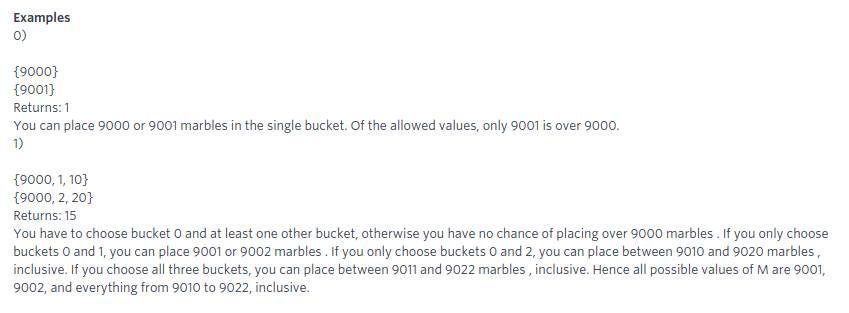 Examples
0)
{9000}
{9001}
Returns: 1
You can place 9000 or 9001 marbles in the single bucket. Of the allowed values, only 9001 is over 9000.
1)
{9000, 1, 10}
{9000, 2, 20}
Returns: 15
You have to choose bucket 0 and at least one other bucket, otherwise you have no chance of placing over 9000 marbles . If you only choose
buckets 0 and 1, you can place 9001 or 9002 marbles . If you only choose buckets 0 and 2, you can place between 9010 and 9020 marbles ,
inclusive. If you choose all three buckets, you can place between 9011 and 9022 marbles , inclusive. Hence all possible values of M are 9001,
9002, and everything from 9010 to 9022, inclusive.